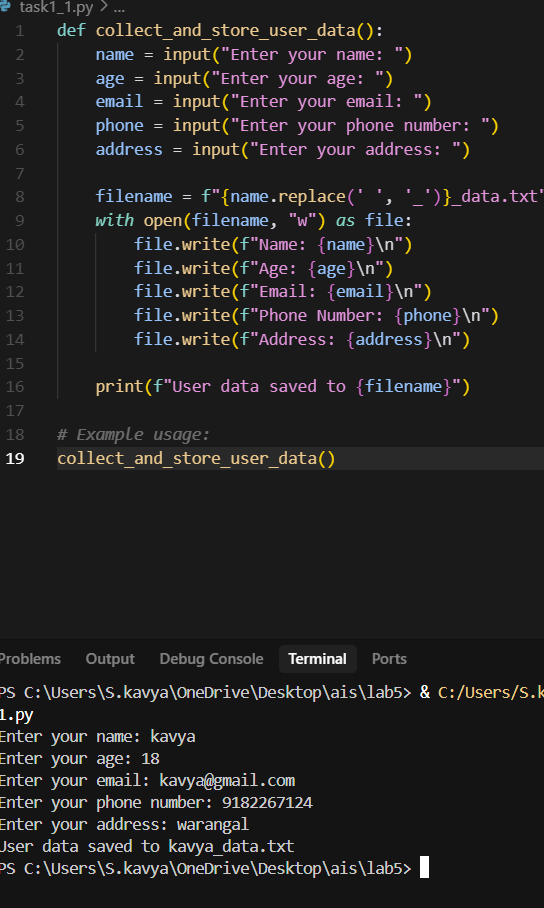 task1_1.py > ...
1 def collect_and_store_user_data():
2     name = input("Enter your name: ")
3     age = input("Enter your age: ")
4     email = input("Enter your email: ")
5     phone = input("Enter your phone number: ")
6     address = input("Enter your address: ")
7
8     filename = f"{name.replace(' ', '_')}_data.txt"
9     with open(filename, "w") as file:
10         file.write(f"Name: {name}\n")
11         file.write(f"Age: {age}\n")
12         file.write(f"Email: {email}\n")
13         file.write(f"Phone Number: {phone}\n")
14         file.write(f"Address: {address}\n")
15
16     print(f"User data saved to {filename}")
17
18 # Example usage:
19 collect_and_store_user_data()
Problems Output Debug Console Terminal Ports
PS C:\Users\S.kavya\OneDrive\Desktop\ais\lab5> & C:/Users/S.k
1.py
Enter your name: kavya
Enter your age: 18
Enter your email: kavya@gmail.com
Enter your phone number: 9182267124
Enter your address: warangal
User data saved to kavya_data.txt
PS C:\Users\S.kavya\OneDrive\Desktop\ais\lab5>